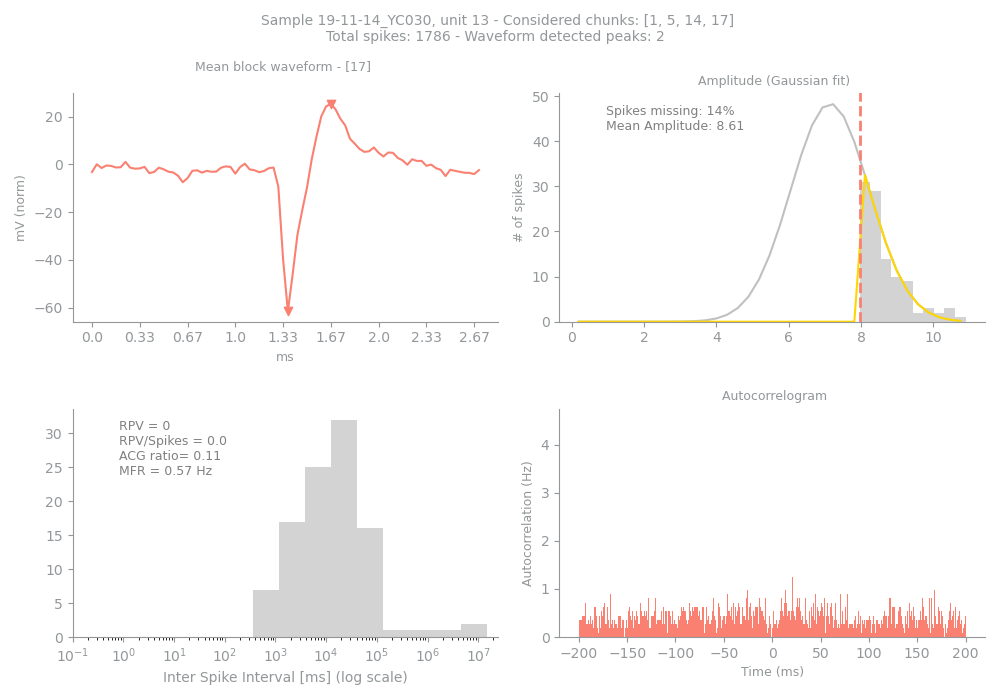 Sample 19-11-14_YC030, unit 13 - Considered chunks: [1, 5, 14, 17]
Total spikes: 1786 - Waveform detected peaks: 2
Mean block waveform - [17]
20
0
−20
−40
−60
mV (norm)
0.0 0.33 0.67 1.0 1.33 1.67 2.0 2.33 2.67
ms
Amplitude (Gaussian fit)
Spikes missing: 14%
Mean Amplitude: 8.61
50
40
30
20
10
0
# of spikes
0 2 4 6 8 10
RPV = 0
RPV/Spikes = 0.0
ACG ratio= 0.11
MFR = 0.57 Hz
30
25
20
15
10
5
0
10⁻¹ 10⁰ 10¹ 10² 10³ 10⁴ 10⁵ 10⁶ 10⁷
Inter Spike Interval [ms] (log scale)
Autocorrelogram
4
3
2
1
0
Autocorrelation (Hz)
−200 −150 −100 −50 0 50 100 150 200
Time (ms)